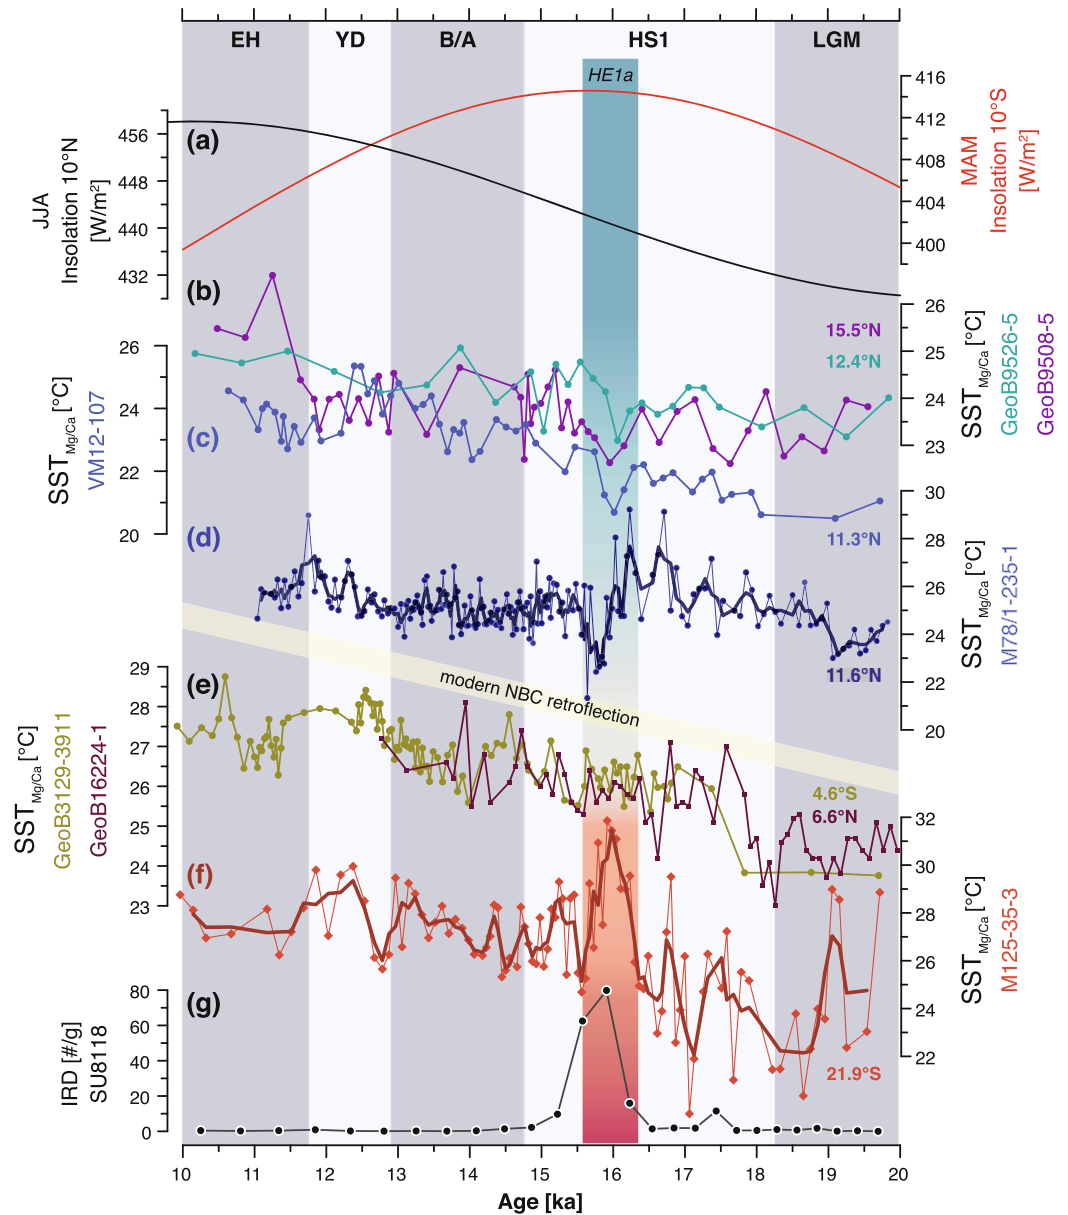 EH YD B/A HS1 LGM
HE1a
(a)
456
448
440
432
JJA
Insolation 10°N
[W/m²]
416
412
408
404
400
MAM
Insolation 10°S
[W/m²]
(b)
26
25
24
23
SST Mg/Ca [°C]
GeoB9526-5
GeoB9508-5
15.5°N
12.4°N
(c)
26
24
22
20
SST Mg/Ca [°C]
VM12-107
11.3°N
(d)
30
28
26
24
22
20
SST Mg/Ca [°C]
M78/1-235-1
11.6°N
modern NBC retroflection
(e)
29
28
27
26
25
24
23
SST Mg/Ca [°C]
GeoB3129-3911
GeoB16224-1
4.6°S
6.6°N
(f)
32
30
28
26
24
22
SST Mg/Ca [°C]
M125-35-3
21.9°S
(g)
80
60
40
20
0
IRD [#/g]
SU8118
10 11 12 13 14 15 16 17 18 19 20
Age [ka]